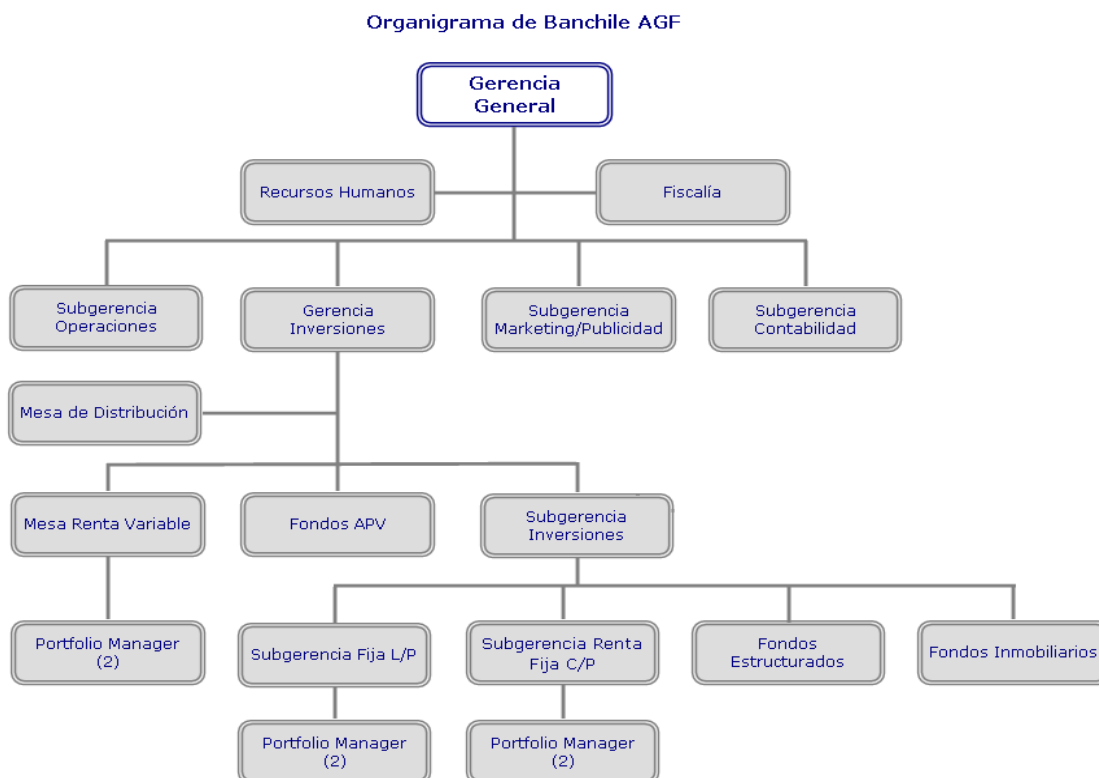 Organigrama de Banchile AGF
Gerencia
General
Recursos Humanos
Fiscalía
Subgerencia
Operaciones
Gerencia
Inversiones
Subgerencia
Marketing/Publicidad
Subgerencia
Contabilidad
Mesa de Distribución
Mesa Renta Variable
Fondos APV
Subgerencia
Inversiones
Portfolio Manager
(2)
Subgerencia Fija L/P
Subgerencia Renta
Fija C/P
Fondos
Estructurados
Fondos Inmobiliarios
Portfolio Manager
(2)
Portfolio Manager
(2)